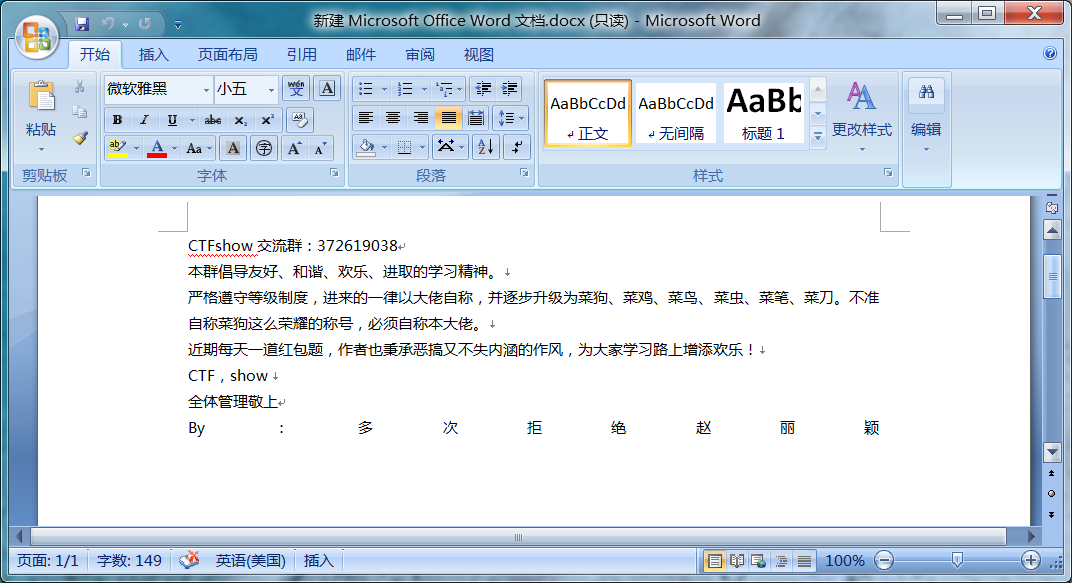 新建 Microsoft Office Word 文档.docx (只读) - Microsoft Word
开始 插入 页面布局 引用 邮件 审阅 视图
微软雅黑 小五 wén 文 A
粘贴
B I U abc x₂ x² Aa
ab A Aa A 字 A A
A Z
AaBbCcDd AaBbCcDd AaBb
正文 无间隔 标题 1
更改样式
编辑
剪贴板 字体 段落 样式
CTFshow 交流群：372619038
本群倡导友好、和谐、欢乐、进取的学习精神。
严格遵守等级制度，进来的一律以大佬自称，并逐步升级为菜狗、菜鸡、菜鸟、菜虫、菜笔、菜刀。不准
自称菜狗这么荣耀的称号，必须自称本大佬。
近期每天一道红包题，作者也秉承恶搞又不失内涵的作风，为大家学习路上增添欢乐！
CTF，show
全体管理敬上
By : 多 次 拒 绝 赵 丽 颖
页面: 1/1 字数: 149 英语(美国) 插入 100%